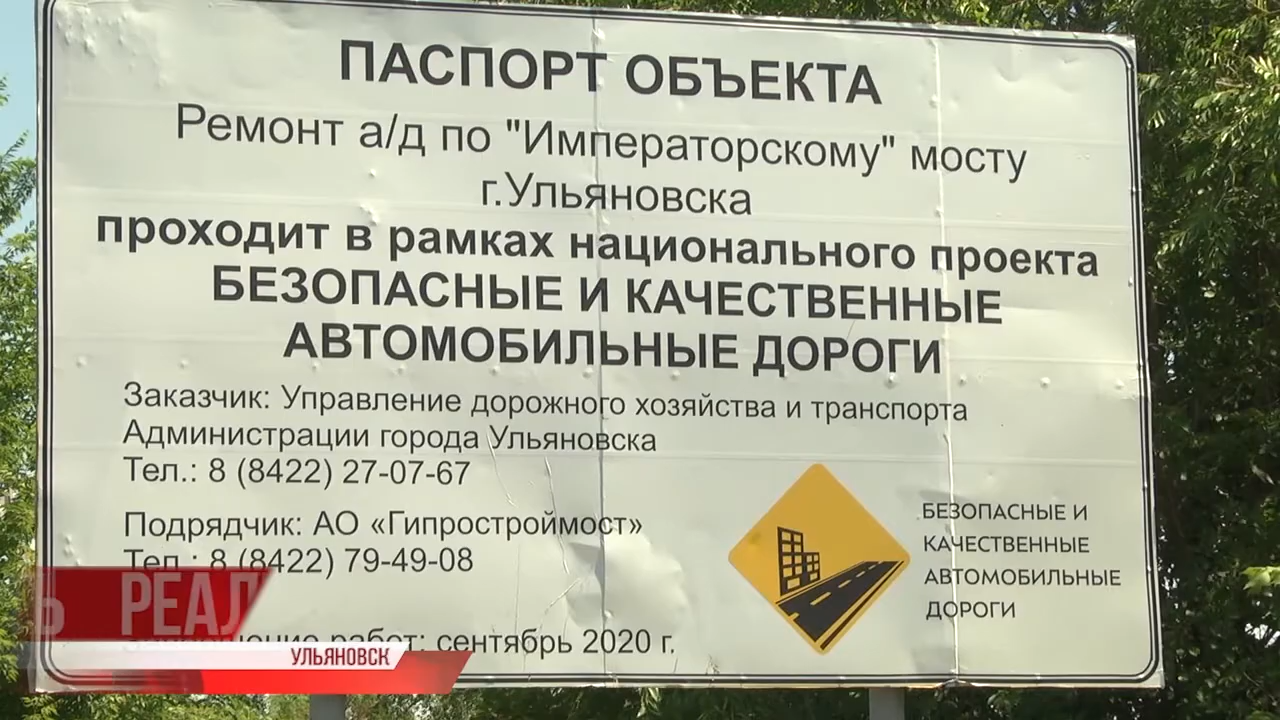 ПАСПОРТ ОБЪЕКТА
Ремонт а/д по "Императорскому" мосту
г.Ульяновска
проходит в рамках национального проекта
БЕЗОПАСНЫЕ И КАЧЕСТВЕННЫЕ
АВТОМОБИЛЬНЫЕ ДОРОГИ
Заказчик: Управление дорожного хозяйства и транспорта
Администрации города Ульяновска
Тел.: 8 (8422) 27-07-67
Подрядчик: АО «Гипростроймост»
Тел.: 8 (8422) 79-49-08
работ: сентябрь 2020 г.
БЕЗОПАСНЫЕ И
КАЧЕСТВЕННЫЕ
АВТОМОБИЛЬНЫЕ
ДОРОГИ
Ь РЕАЛ
УЛЬЯНОВСК